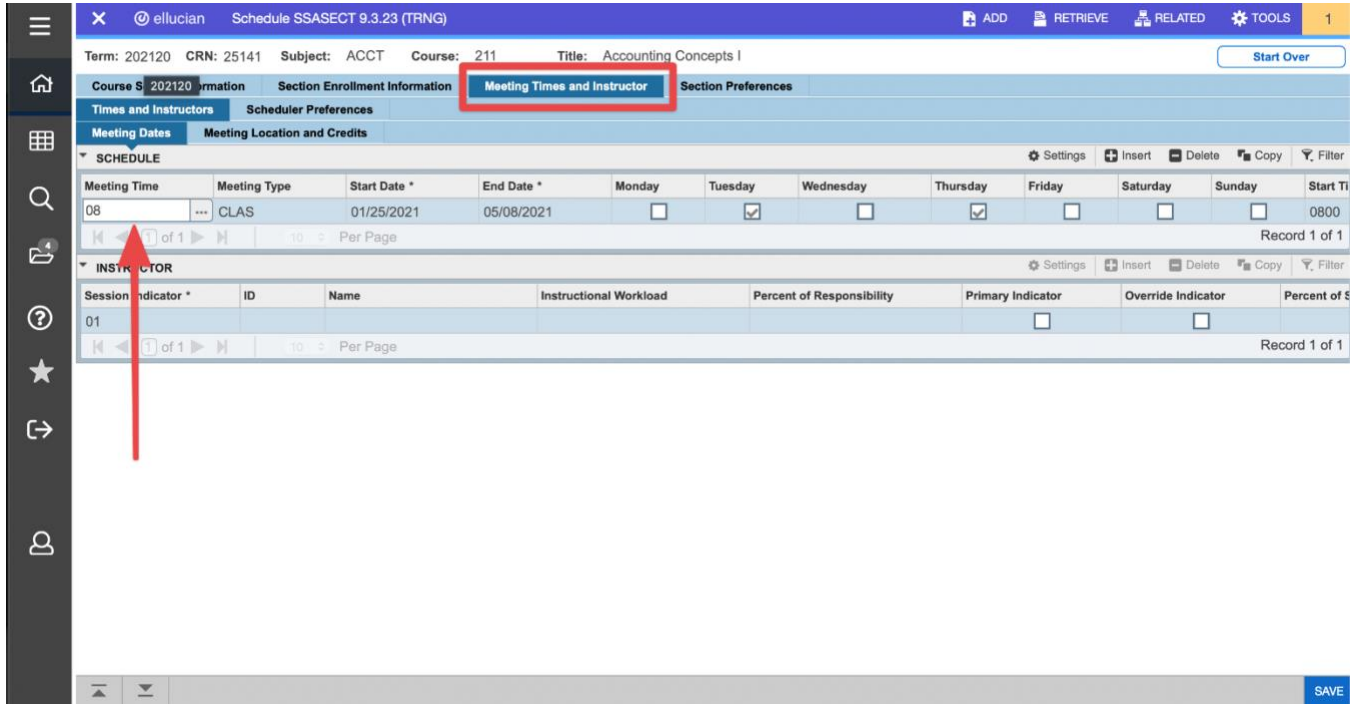 ellucian Schedule SSASECT 9.3.23 (TRNG) ADD RETRIEVE RELATED TOOLS 1
Term: 202120 CRN: 25141 Subject: ACCT Course: 211 Title: Accounting Concepts I Start Over
Course S 202120 rmation Section Enrollment Information Meeting Times and Instructor Section Preferences
Times and Instructors Scheduler Preferences
Meeting Dates Meeting Location and Credits
SCHEDULE Settings Insert Delete Copy Filter
Meeting Time Meeting Type Start Date * End Date * Monday Tuesday Wednesday Thursday Friday Saturday Sunday Start Ti
08 ... CLAS 01/25/2021 05/08/2021 0800
1 of 1 10 Per Page Record 1 of 1
4
INSTRUCTOR Settings Insert Delete Copy Filter
Session Indicator * ID Name Instructional Workload Percent of Responsibility Primary Indicator Override Indicator Percent of S
01
1 of 1 10 Per Page Record 1 of 1
SAVE